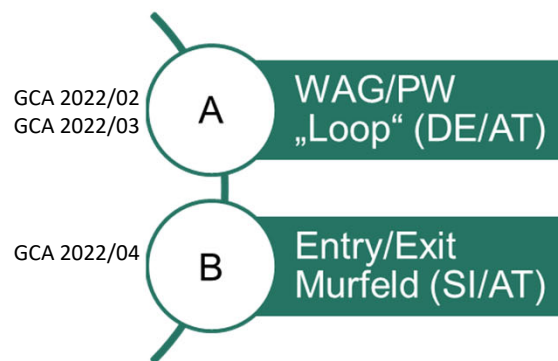 GCA 2022/02
GCA 2022/03
A
WAG/PW
„Loop“ (DE/AT)
GCA 2022/04
B
Entry/Exit
Murfeld (SI/AT)